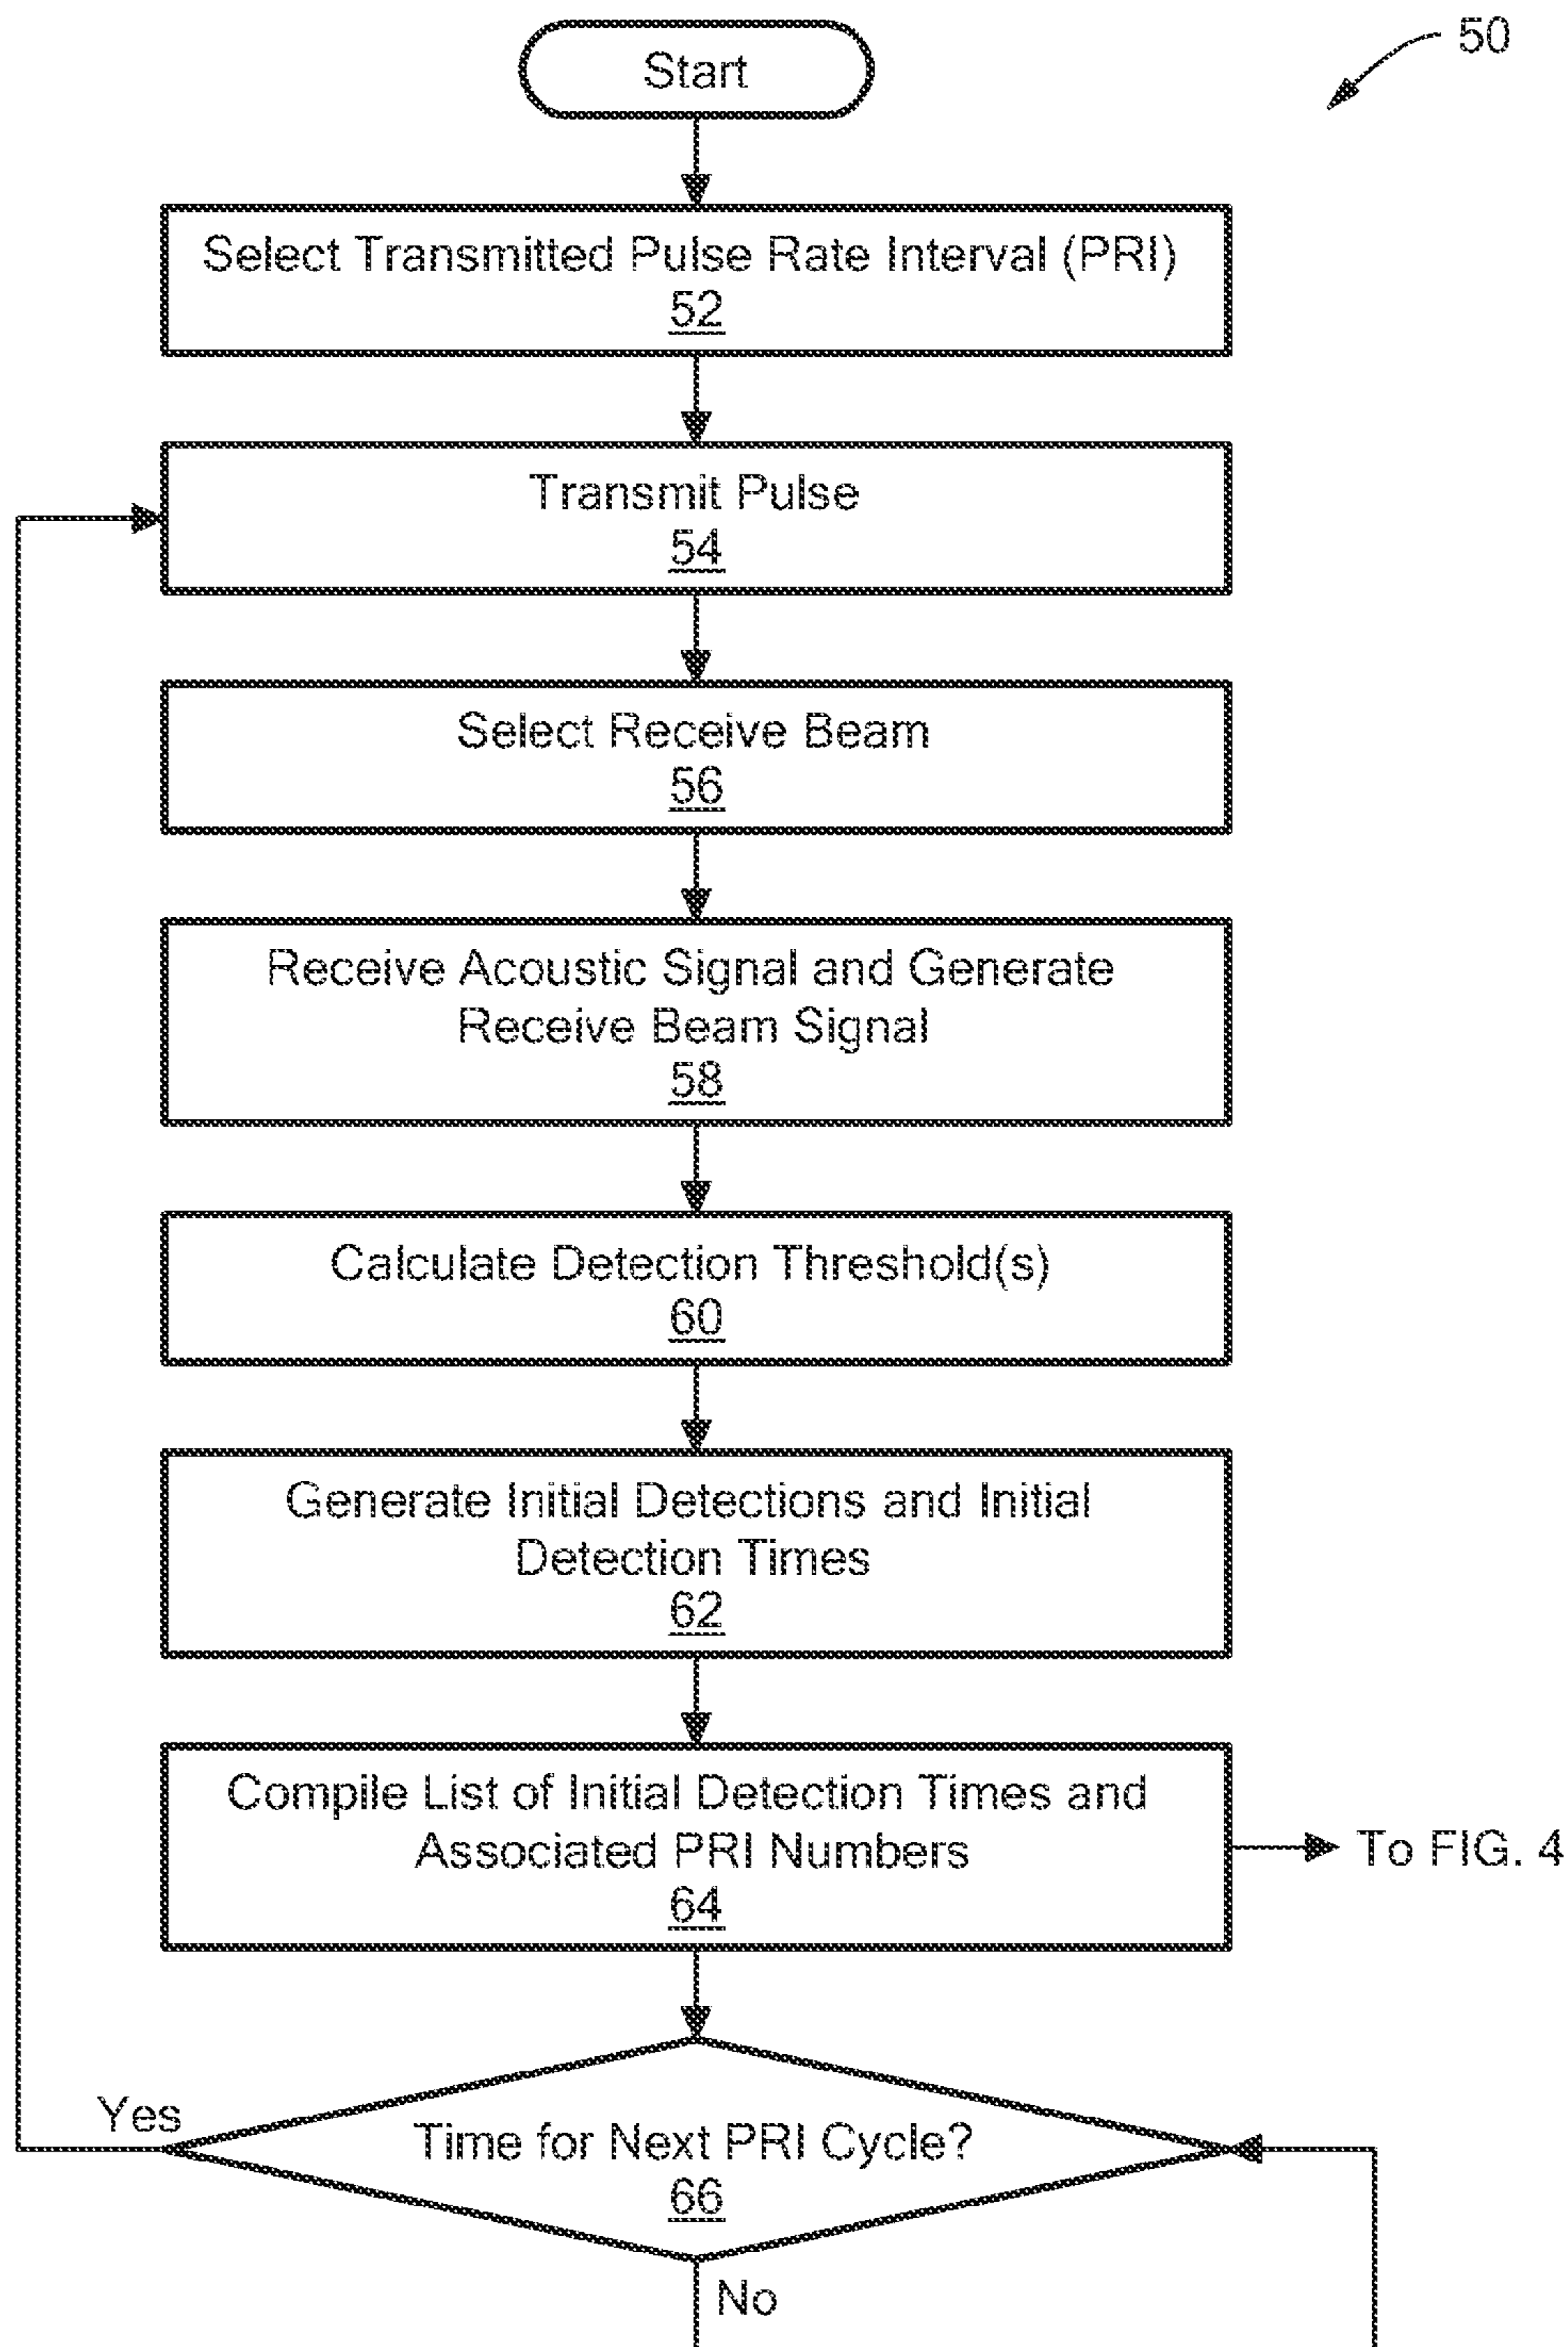 50
Start
Select Transmitted Pulse Rate Interval (PRI)
52
Transmit Pulse
54
Select Receive Beam
56
Receive Acoustic Signal and Generate
Receive Beam Signal
58
Calculate Detection Threshold(s)
60
Generate Initial Detections and Initial
Detection Times
62
Compile List of Initial Detection Times and
Associated PRI Numbers
64
To FIG. 4
Yes
Time for Next PRI Cycle?
66
No